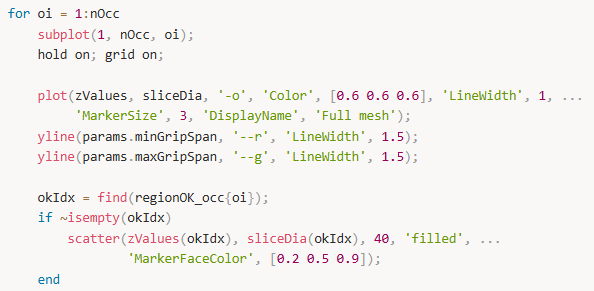 for oi = 1:nOcc
    subplot(1, nOcc, oi);
    hold on; grid on;

    plot(zValues, sliceDia, '-o', 'Color', [0.6 0.6 0.6], 'LineWidth', 1, ...
         'MarkerSize', 3, 'DisplayName', 'Full mesh');
    yline(params.minGripSpan, '--r', 'LineWidth', 1.5);
    yline(params.maxGripSpan, '--g', 'LineWidth', 1.5);

    okIdx = find(regionOK_occ{oi});
    if ~isempty(okIdx)
        scatter(zValues(okIdx), sliceDia(okIdx), 40, 'filled', ...
                'MarkerFaceColor', [0.2 0.5 0.9]);
    end